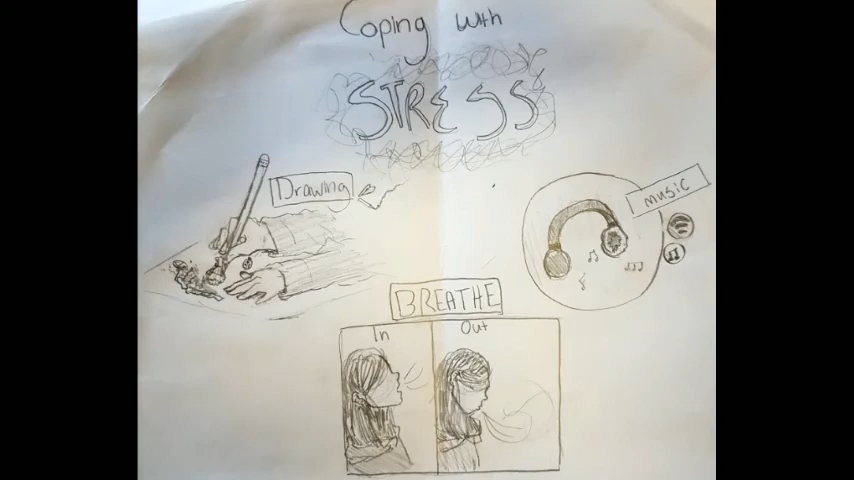 Coping with
STRESS
Drawing
music
BREATHE
In
Out